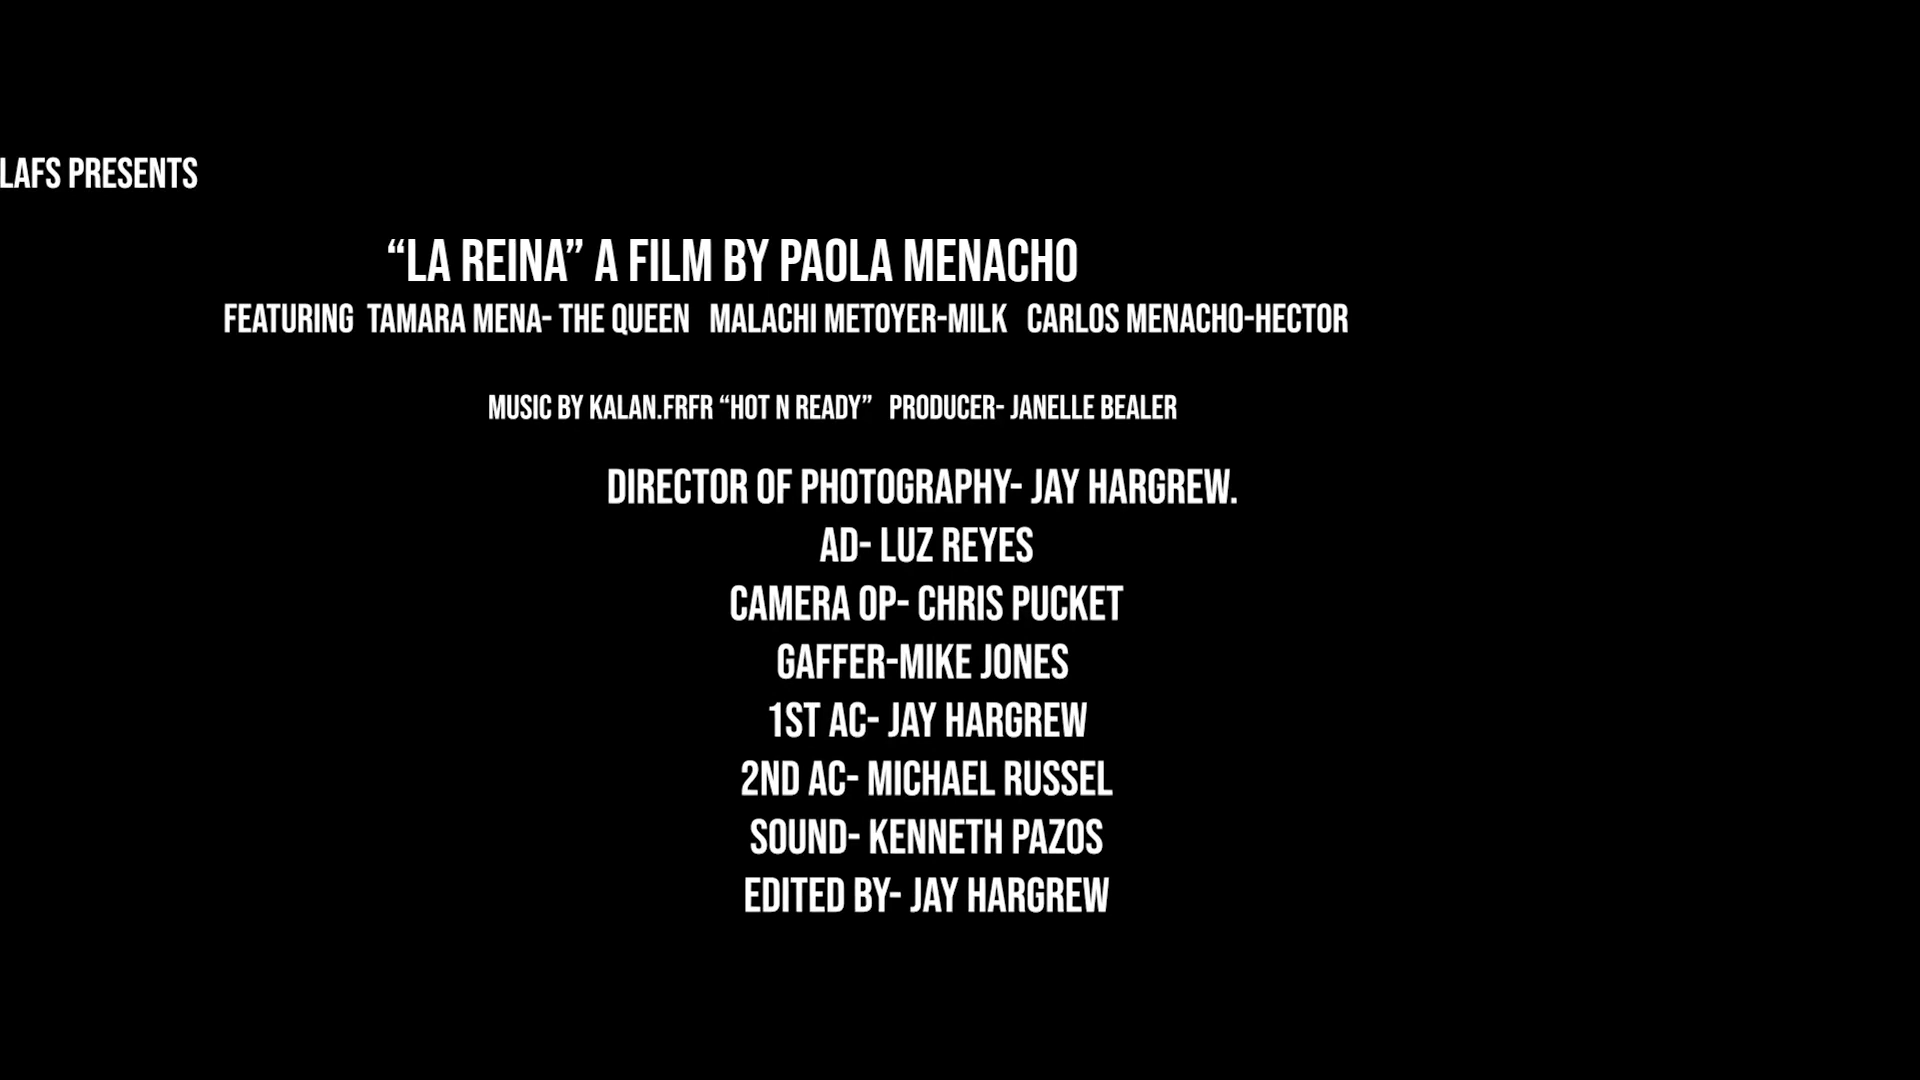 LAFS PRESENTS
“LA REINA” A FILM BY PAOLA MENACHO
FEATURING TAMARA MENA- THE QUEEN MALACHI METOYER-MILK CARLOS MENACHO-HECTOR
MUSIC BY KALAN.FRFR “HOT N READY” PRODUCER- JANELLE BEALER
DIRECTOR OF PHOTOGRAPHY- JAY HARGREW.
AD- LUZ REYES
CAMERA OP- CHRIS PUCKET
GAFFER-MIKE JONES
1ST AC- JAY HARGREW
2ND AC- MICHAEL RUSSEL
SOUND- KENNETH PAZOS
EDITED BY- JAY HARGREW